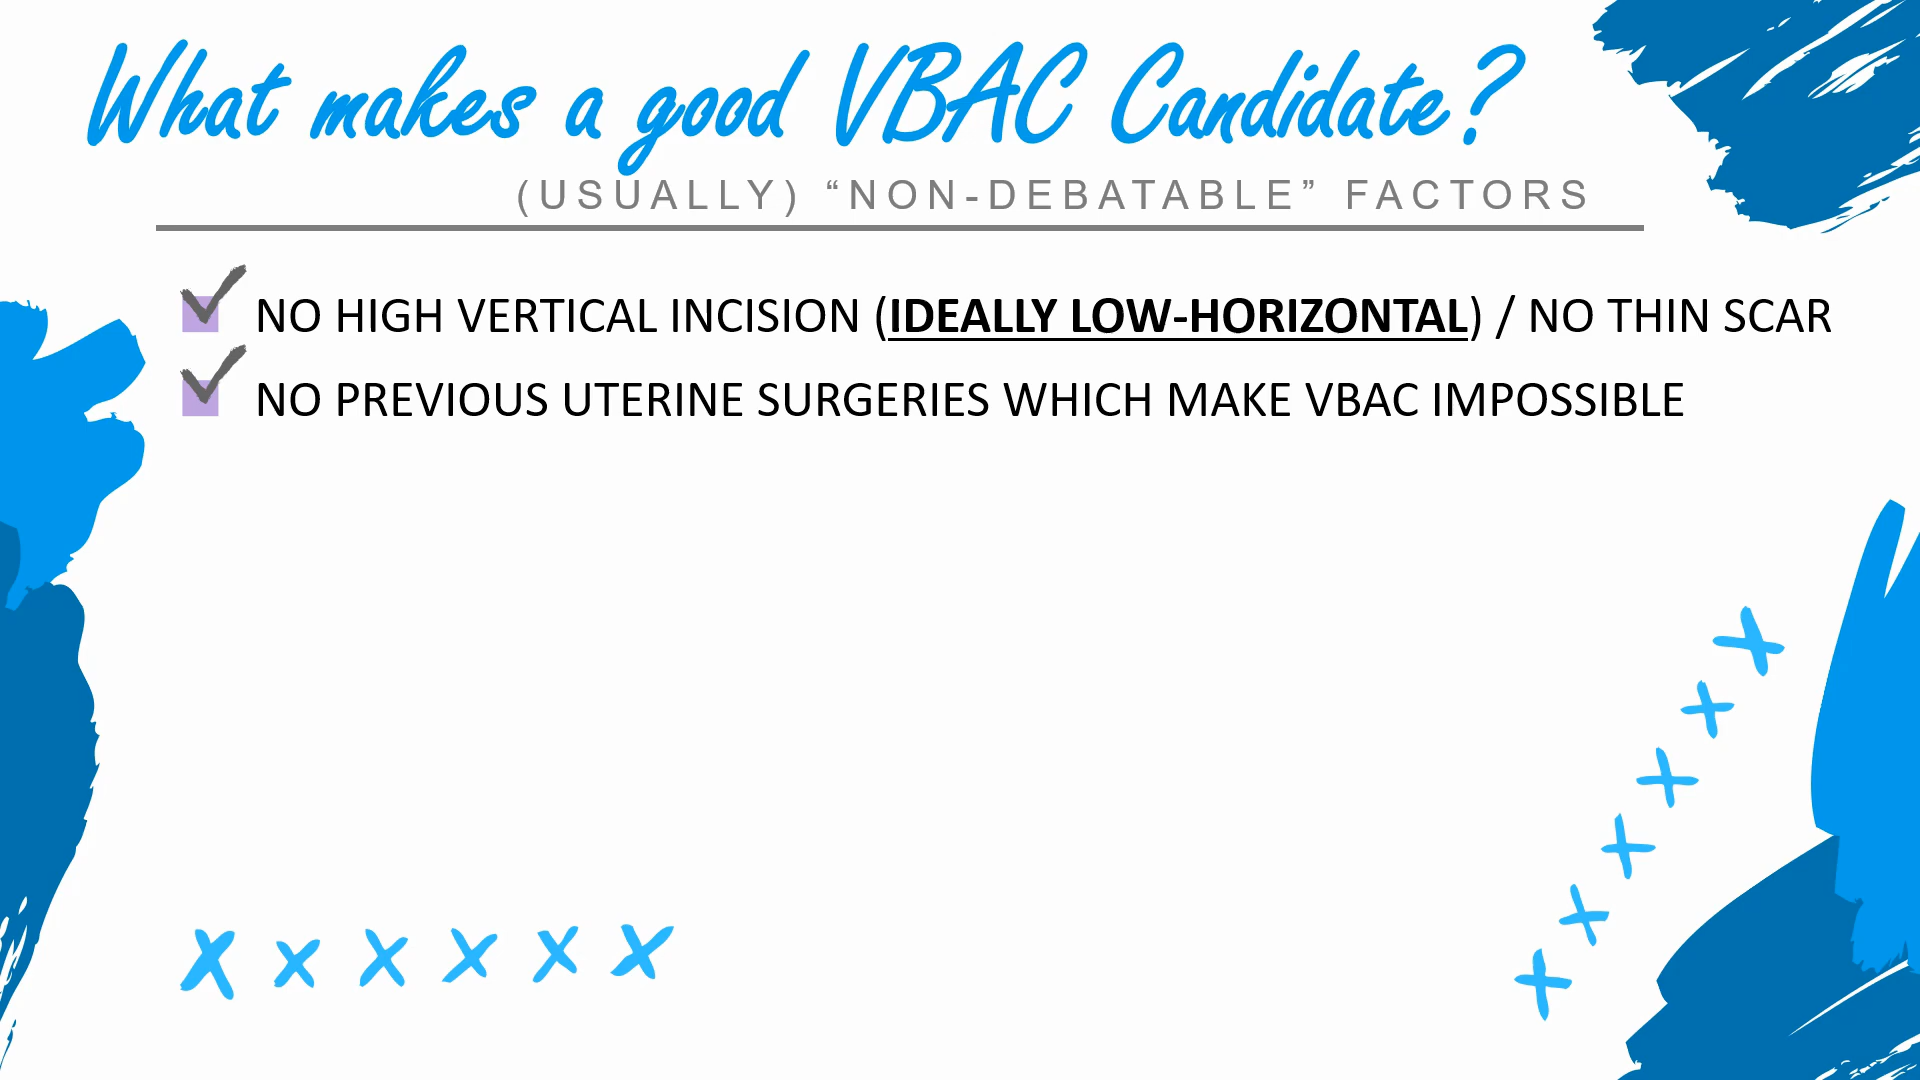 What makes a good VBAC Candidate?
(USUALLY) “NON-DEBATABLE” FACTORS
NO HIGH VERTICAL INCISION (IDEALLY LOW-HORIZONTAL) / NO THIN SCAR
NO PREVIOUS UTERINE SURGERIES WHICH MAKE VBAC IMPOSSIBLE